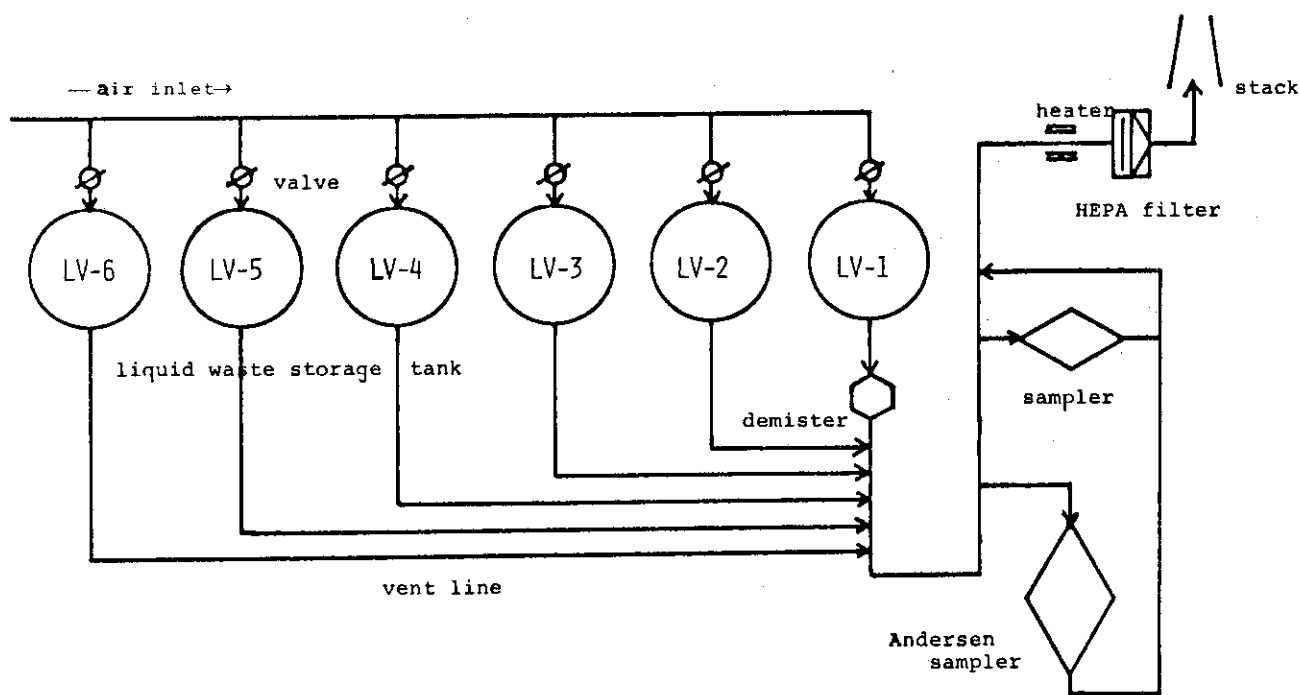 air inlet→
stack
heater
valve
HEPA filter
LV-6
LV-5
LV-4
LV-3
LV-2
LV-1
liquid waste storage tank
sampler
demister
vent line
Andersen
sampler